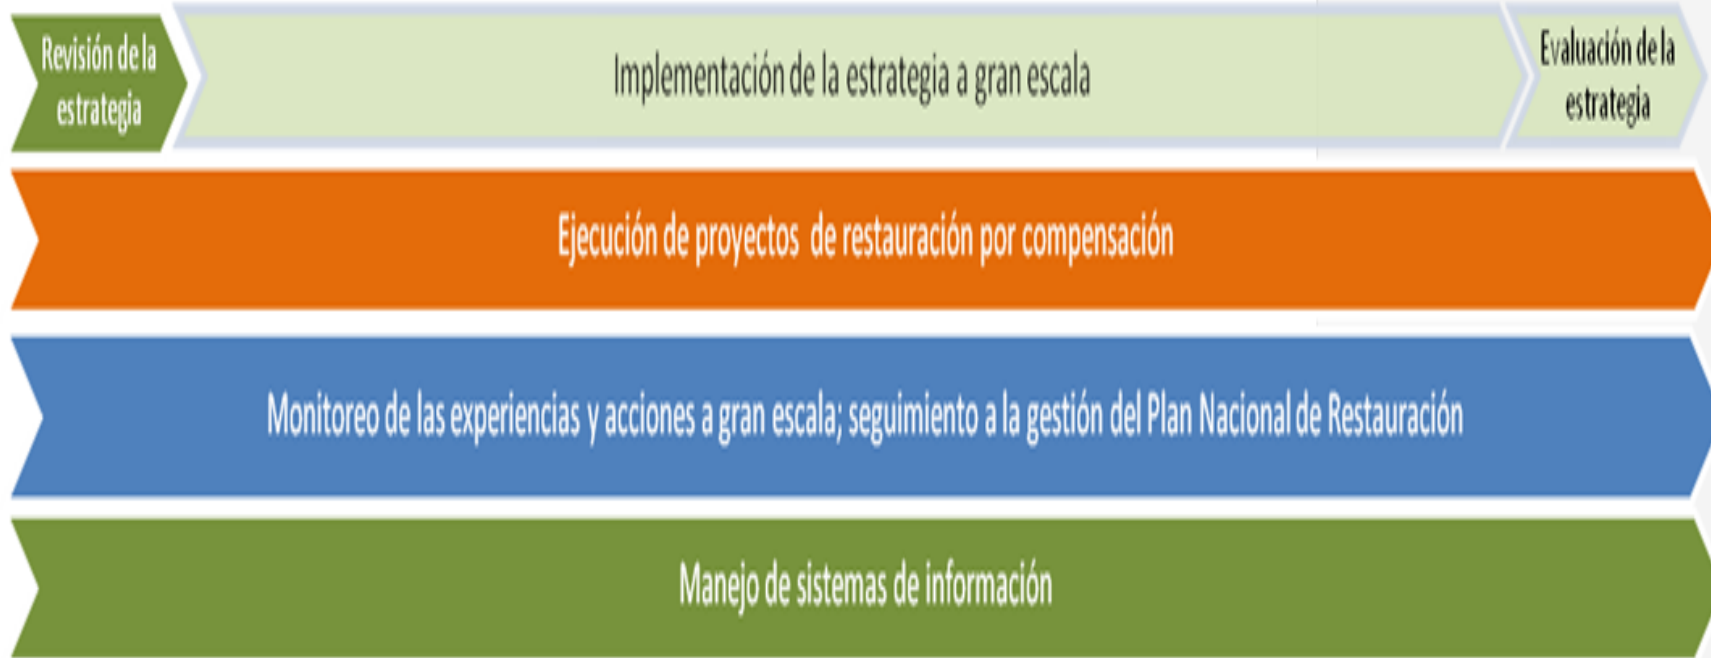 Revisión de la
estrategia
Implementación de la estrategia a gran escala
Evaluación de la
estrategia
Ejecución de proyectos de restauración por compensación
Monitoreo de las experiencias y acciones a gran escala; seguimiento a la gestión del Plan Nacional de Restauración
Manejo de sistemas de información